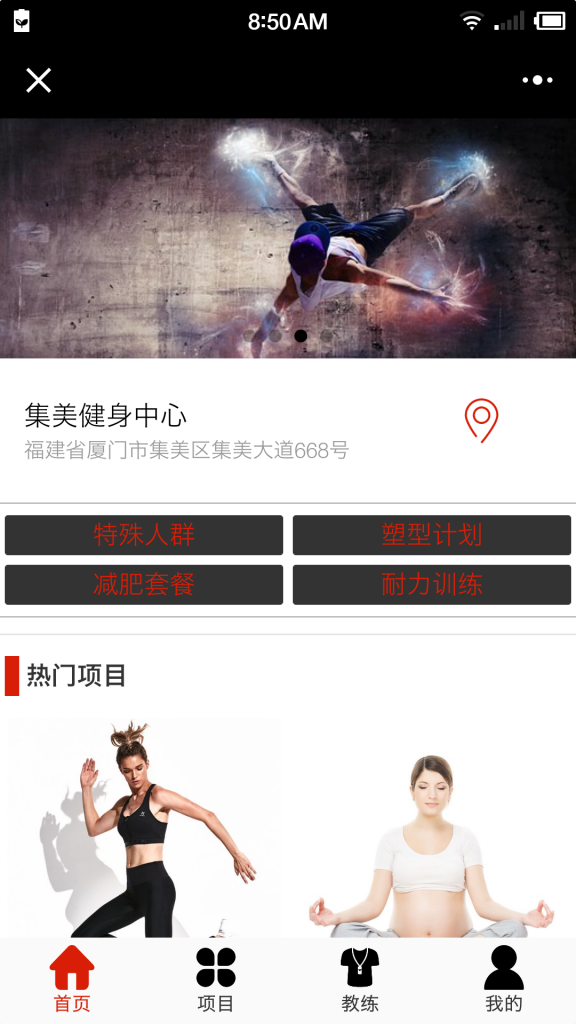 8:50AM
集美健身中心
福建省厦门市集美区集美大道668号
特殊人群
塑型计划
减肥套餐
耐力训练
热门项目
首页
项目
教练
我的